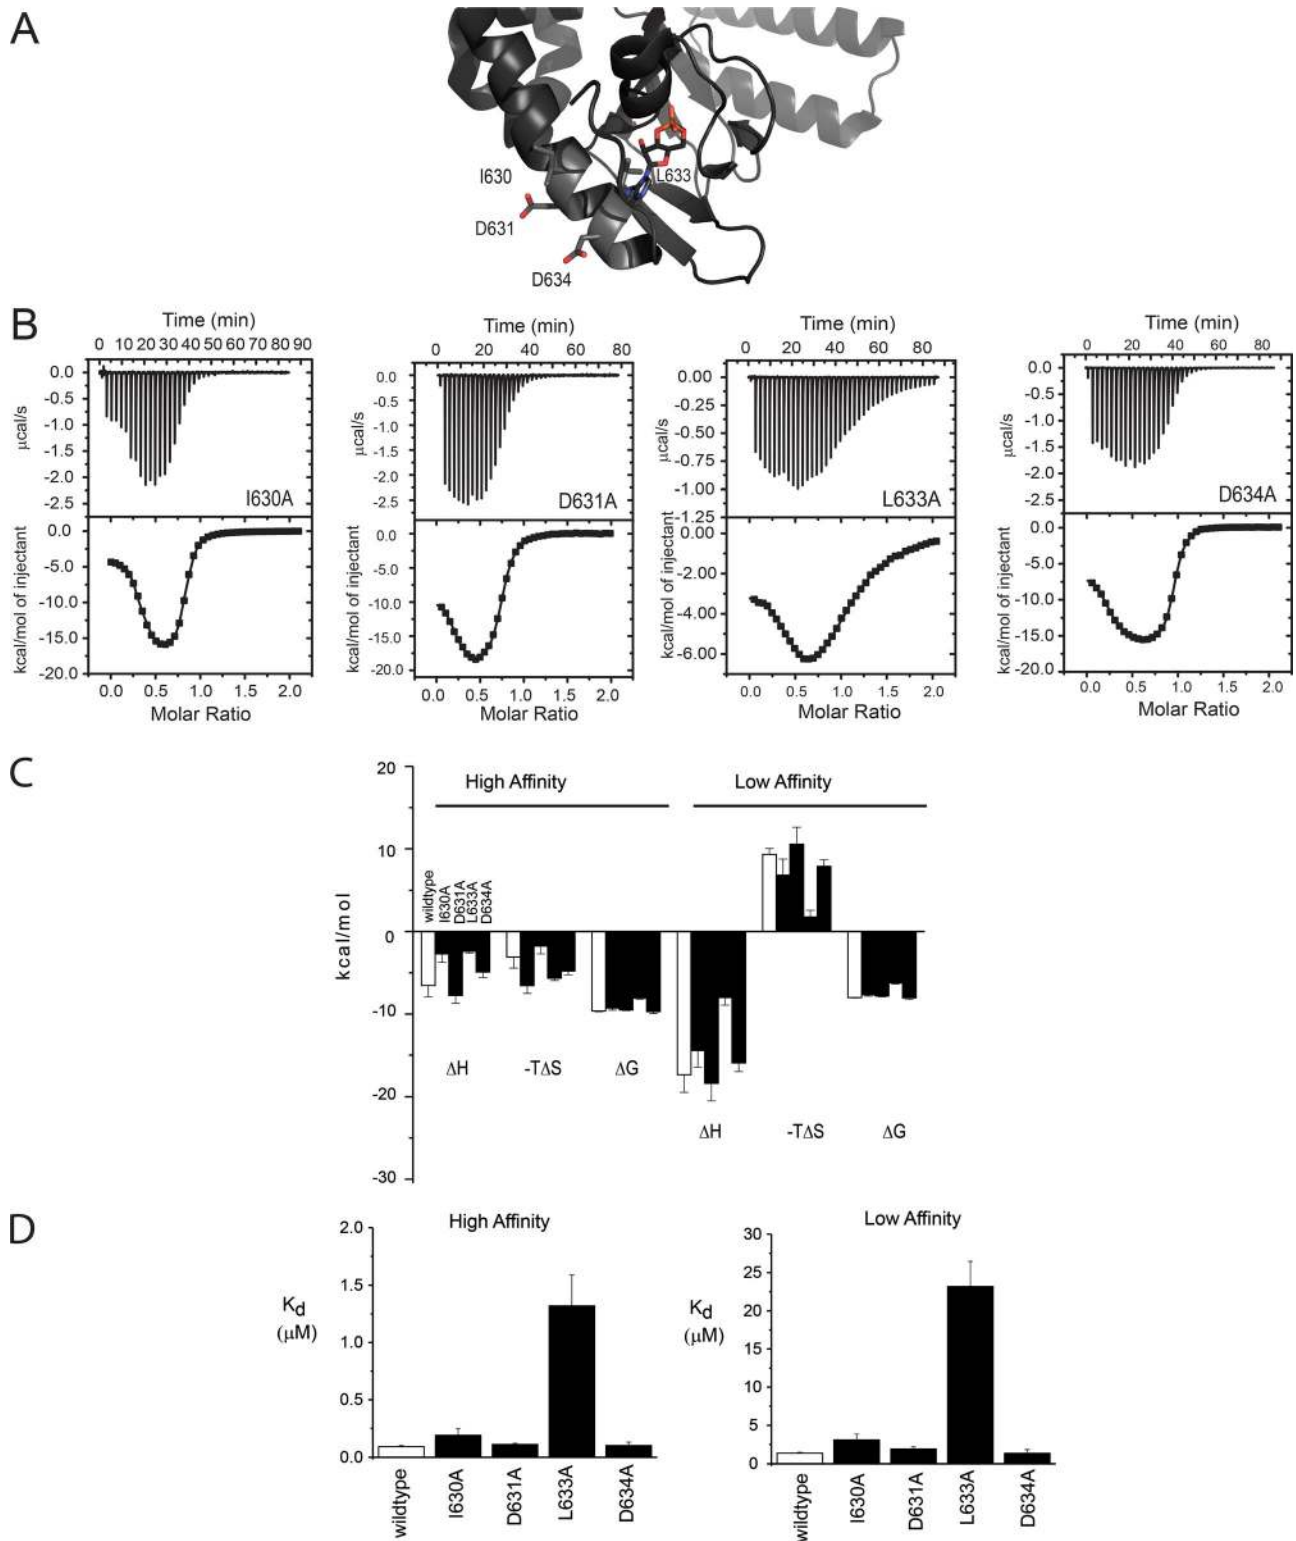 A
I630
L633
D631
D634
B
Time (min)
0 10 20 30 40 50 60 70 80 90
0.0
-0.5
-1.0
-1.5
-2.0
-2.5
μcal/s
I630A
0.0
-5.0
-10.0
-15.0
-20.0
kcal/mol of injectant
0.0 0.5 1.0 1.5 2.0
Molar Ratio
Time (min)
0 20 40 60 80
0.0
-0.5
-1.0
-1.5
-2.0
-2.5
μcal/s
D631A
0.0
-5.0
-10.0
-15.0
-20.0
kcal/mol of injectant
0.0 0.5 1.0 1.5 2.0
Molar Ratio
Time (min)
0 20 40 60 80 100
0.00
-0.25
-0.50
-0.75
-1.00
-1.25
μcal/s
L633A
0.00
-2.00
-4.00
-6.00
kcal/mol of injectant
0.0 0.5 1.0 1.5 2.0
Molar Ratio
Time (min)
0 20 40 60 80
0.0
-0.5
-1.0
-1.5
-2.0
-2.5
μcal/s
D634A
0.0
-5.0
-10.0
-15.0
-20.0
kcal/mol of injectant
0.0 0.5 1.0 1.5 2.0
Molar Ratio
C
20
10
0
-10
-20
-30
kcal/mol
High Affinity
Low Affinity
wildtype
I630A
D631A
L633A
D634A
ΔH
-TΔS
ΔG
ΔH
-TΔS
ΔG
D
High Affinity
2.0
1.5
1.0
0.5
0.0
Kd
(μM)
wildtype
I630A
D631A
L633A
D634A
Low Affinity
30
25
20
15
10
5
0
Kd
(μM)
wildtype
I630A
D631A
L633A
D634A